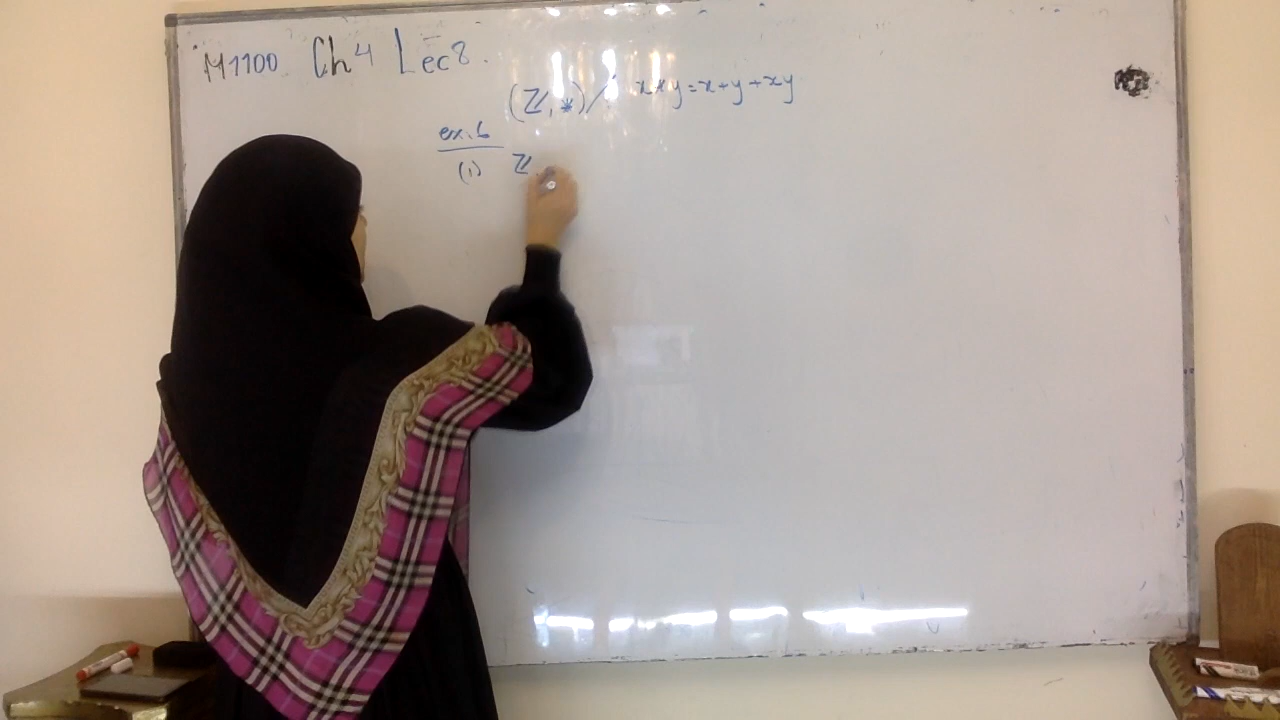 M1100 Ch4 Lec8.
(ℤ, *) / x*y=x+y+xy
ex.6
(1) ℤ